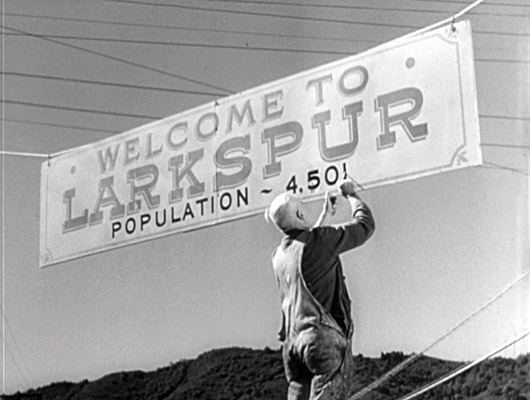 WELCOME TO
LARKSPUR
POPULATION ~ 4,501